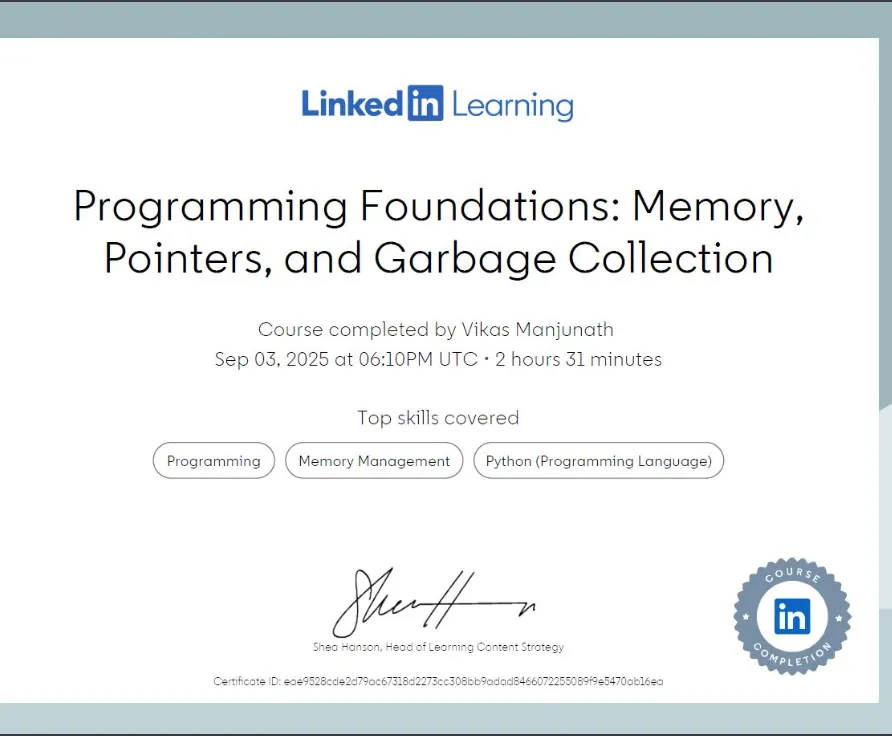 LinkedIn Learning
Programming Foundations: Memory,
Pointers, and Garbage Collection
Course completed by Vikas Manjunath
Sep 03, 2025 at 06:10PM UTC • 2 hours 31 minutes
Top skills covered
Programming
Memory Management
Python (Programming Language)
Shea Hanson, Head of Learning Content Strategy
Certificate ID: eae9528cde2d79ac67318d2273cc308bb9adad8466072255089f9e5470ab16ea
COURSE
in
COMPLETION